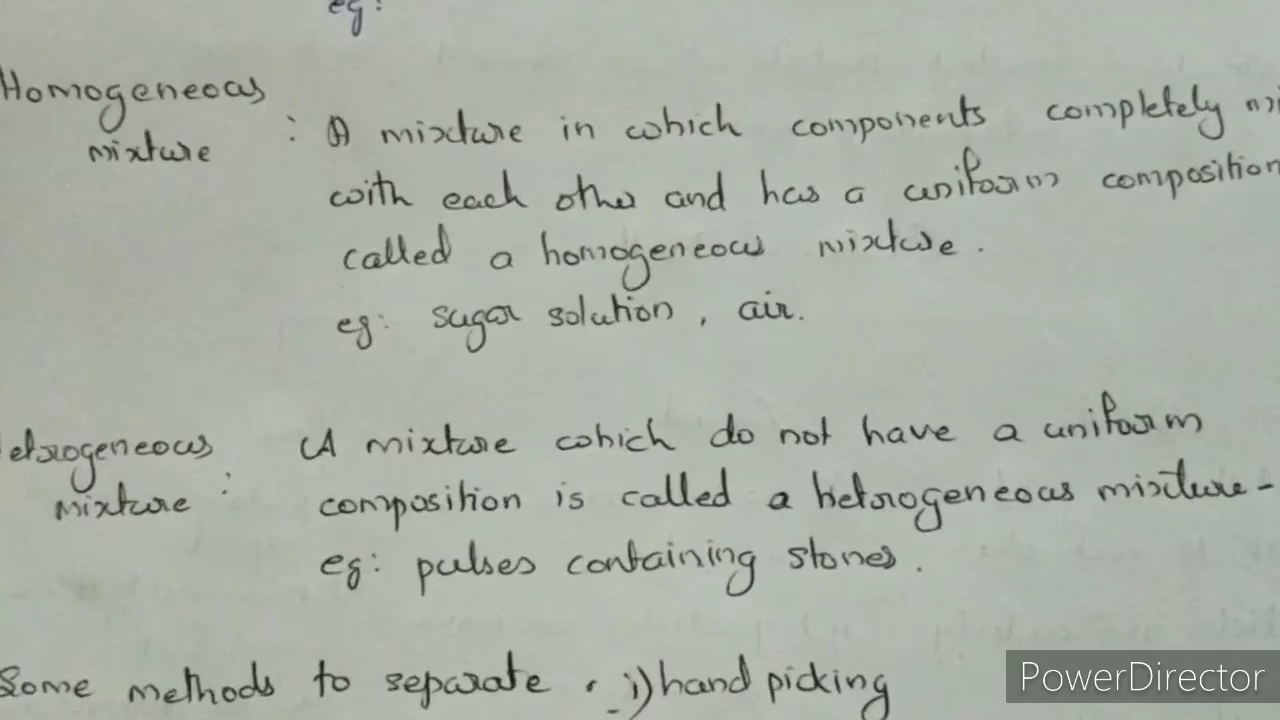 eg:
Homogeneous
mixture : A mixture in which components completely
with each other and has a uniform composition
called a homogeneous mixture.
eg: sugar solution, air.
etrogeneous A mixture which do not have a uniform
mixture : composition is called a hetrogeneous mixture-
eg: pulses containing stones.
Some methods to separate . i) hand picking
PowerDirector